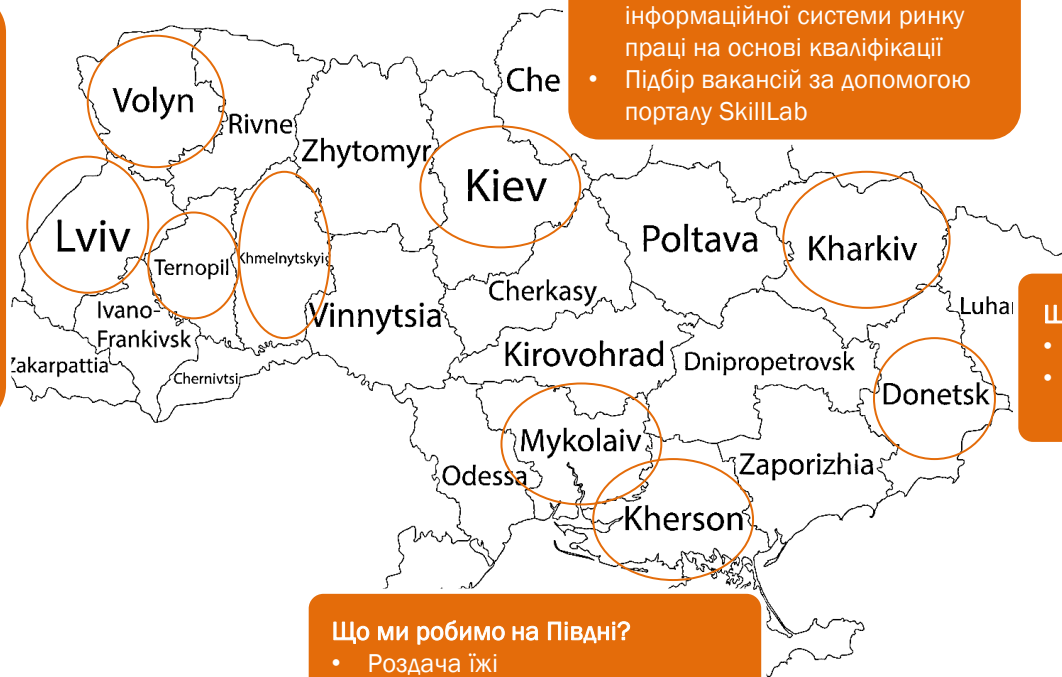 інформаційної системи ринку
праці на основі кваліфікації
• Підбір вакансій за допомогою
порталу SkillLab
Che
Volyn
Rivne
Zhytomyr
Kiev
Lviv
Ternopil
Khmelnytskyi
Poltava
Kharkiv
Cherkasy
Ivano-
Frankivsk
Vinnytsia
Luha
Kirovohrad
Dnipropetrovsk
Zakarpattia
Chernivtsi
Donetsk
Mykolaiv
Odessa
Zaporizhia
Kherson
Що ми робимо на Півдні?
• Роздача їжі